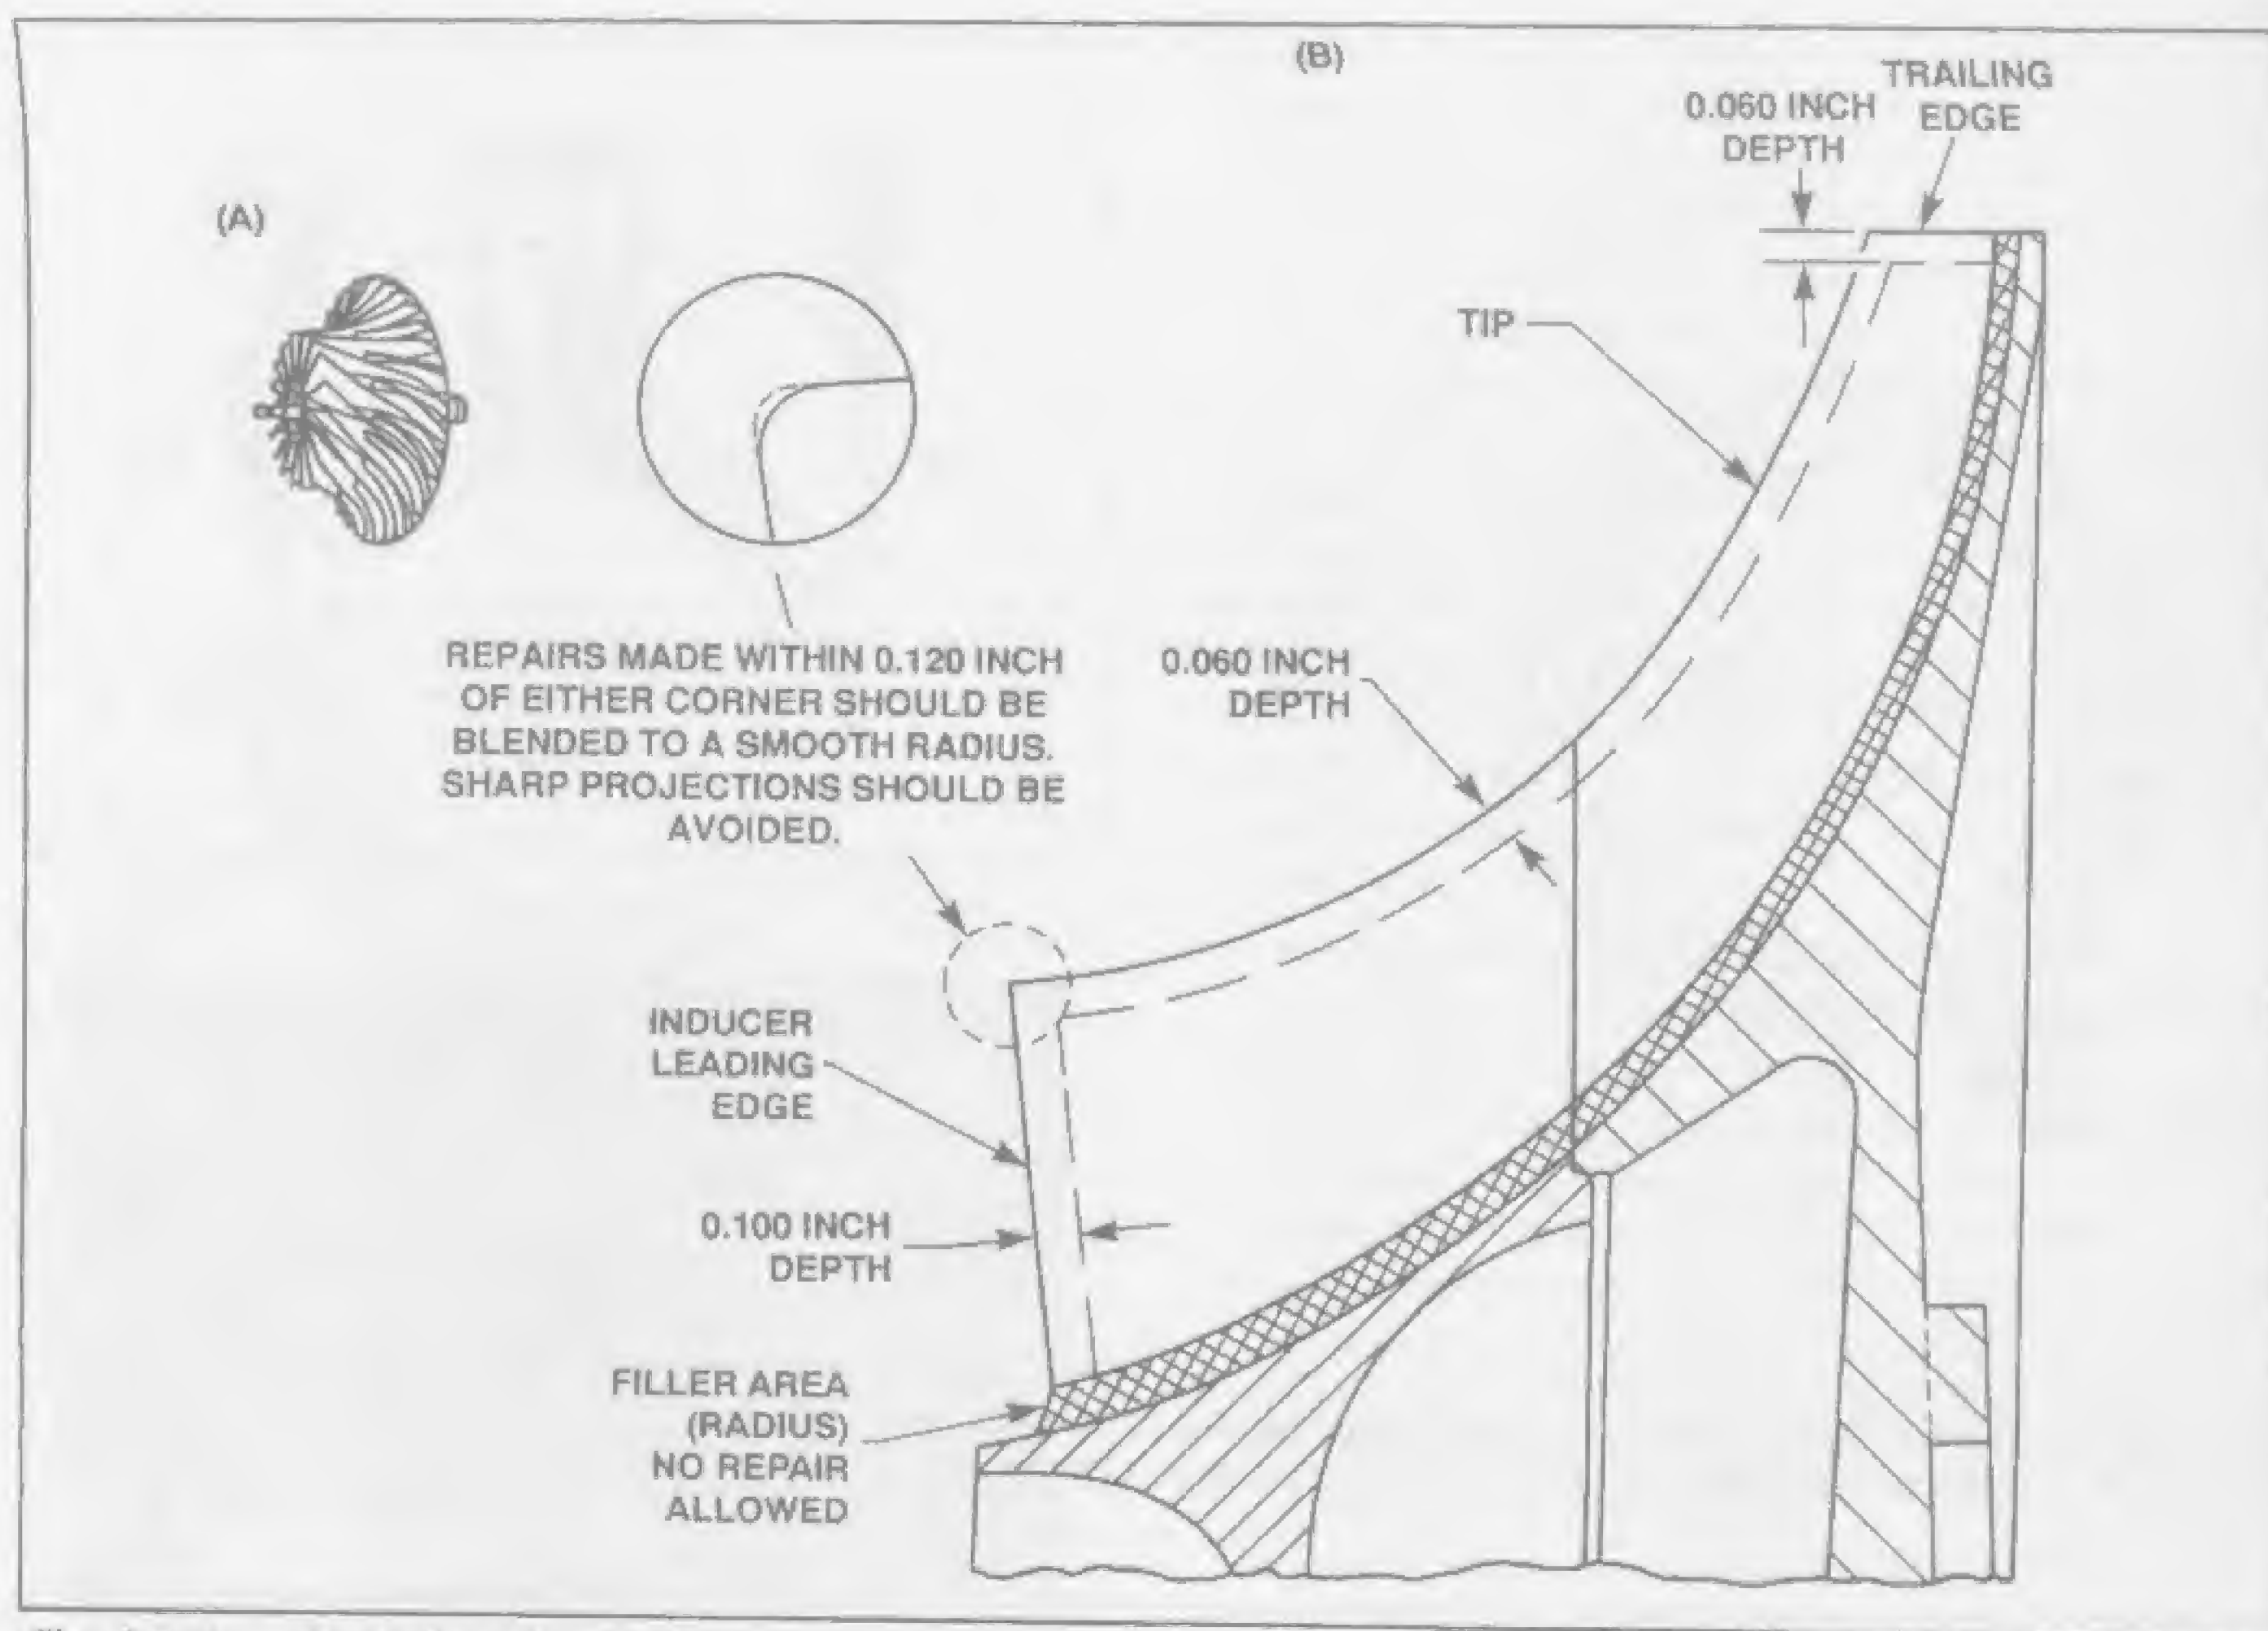 (A)
(B)
0.060 INCH
DEPTH
TRAILING
EDGE
TIP
REPAIRS MADE WITHIN 0.120 INCH
OF EITHER CORNER SHOULD BE
BLENDED TO A SMOOTH RADIUS.
SHARP PROJECTIONS SHOULD BE
AVOIDED.
0.060 INCH
DEPTH
INDUCER
LEADING
EDGE
0.100 INCH
DEPTH
FILLER AREA
(RADIUS)
NO REPAIR
ALLOWED